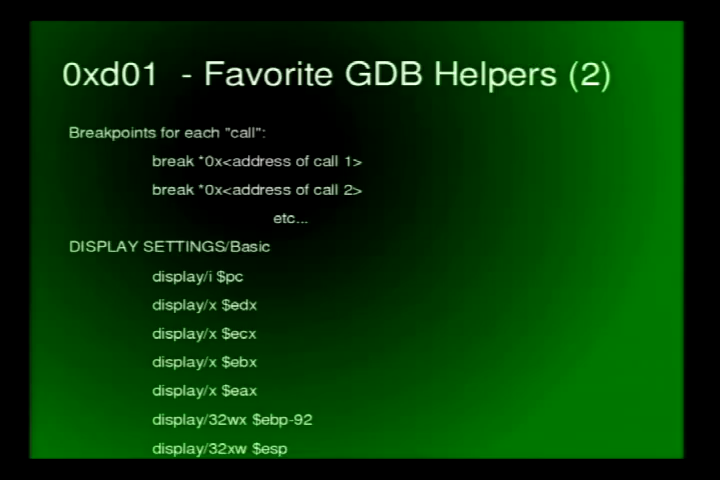 0xd01 - Favorite GDB Helpers (2)
Breakpoints for each "call":
break *0x<address of call 1>
break *0x<address of call 2>
etc...
DISPLAY SETTINGS/Basic
display/i $pc
display/x $edx
display/x $ecx
display/x $ebx
display/x $eax
display/32wx $ebp-92
display/32xw $esp